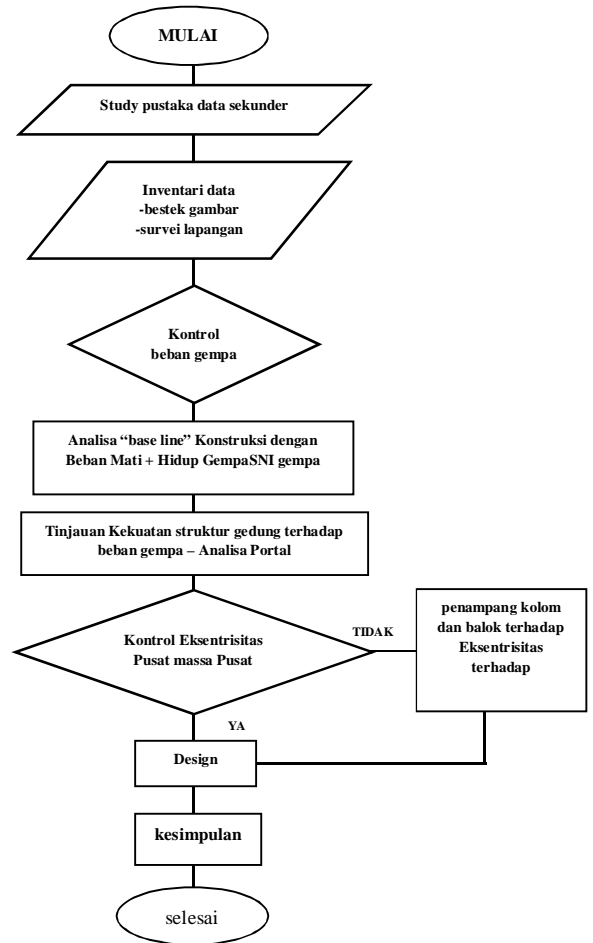 MULAI
Study pustaka data sekunder
Inventari data
-bestek gambar
-survei lapangan
Kontrol
beban gempa
Analisa “base line” Konstruksi dengan
Beban Mati + Hidup GempaSNI gempa
Tinjauan Kekuatan struktur gedung terhadap
beban gempa – Analisa Portal
Kontrol Eksentrisitas
Pusat massa Pusat
TIDAK
penampang kolom
dan balok terhadap
Eksentrisitas
terhadap
YA
Design
kesimpulan
selesai